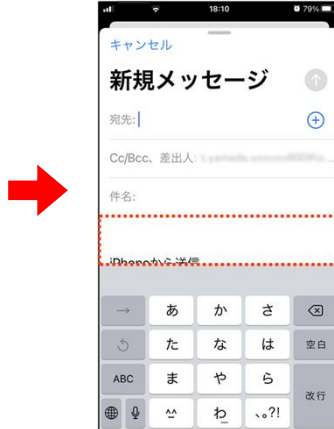 18:10 79%
キャンセル
新規メッセージ
宛先:
Cc/Bcc、差出人:
件名:
iPhoneから送信
→ あ か さ
た な は 空白
ABC ま や ら 改行
^^ わ 、。?!